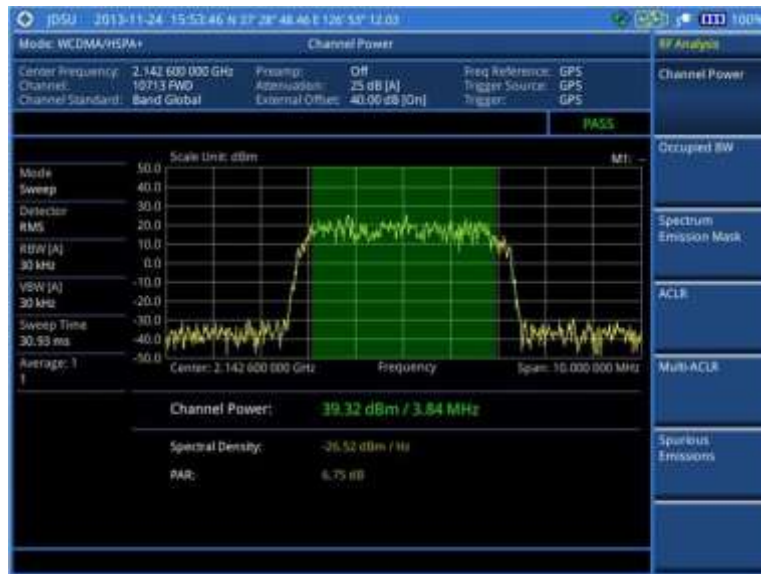 JDSU 2013-11-24 15:53:46 N 37° 28' 48.46 E 126° 53' 12.03 100%
Mode: WCDMA/HSPA+ Channel Power RF Analysis
Center Frequency: 2.142 600 000 GHz Preamp: Off Freq Reference: GPS
Channel: 10713 FWD Attenuation: 25 dB [A] Trigger Source: GPS
Channel Standard: Band Global External Offset: 40.00 dB [On] Trigger: GPS
Channel Power
PASS
Scale Unit: dBm M1: --
Occupied BW
Mode
Sweep
Detector
RMS
RBW [A]
30 kHz
VBW [A]
30 kHz
Sweep Time
30.93 ms
Average: 1
1
50.0
40.0
30.0
20.0
10.0
0.0
-10.0
-20.0
-30.0
-40.0
-50.0
Center: 2.142 600 000 GHz Frequency Span: 10.000 000 MHz
Spectrum
Emission Mask
ACLR
Multi-ACLR
Spurious
Emissions
Channel Power: 39.32 dBm / 3.84 MHz
Spectral Density: -26.52 dBm / Hz
PAR: 6.75 dB